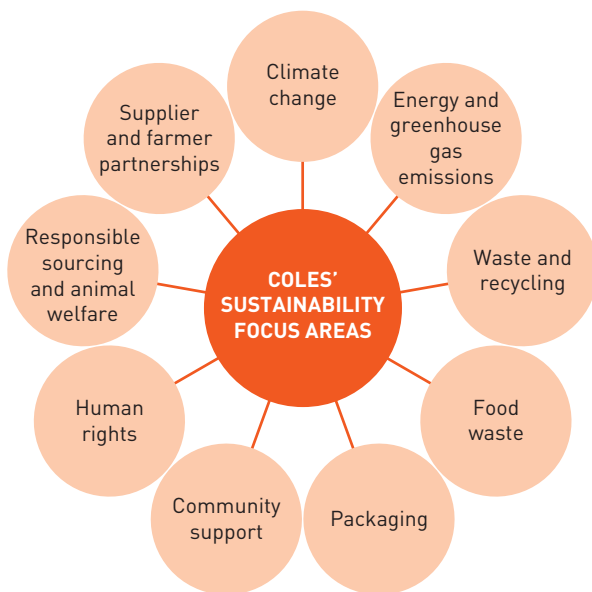 Climate
change
Energy and
greenhouse
gas
emissions
Waste and
recycling
Food
waste
Packaging
Community
support
Human
rights
Responsible
sourcing
and animal
welfare
Supplier
and farmer
partnerships
COLES’
SUSTAINABILITY
FOCUS AREAS